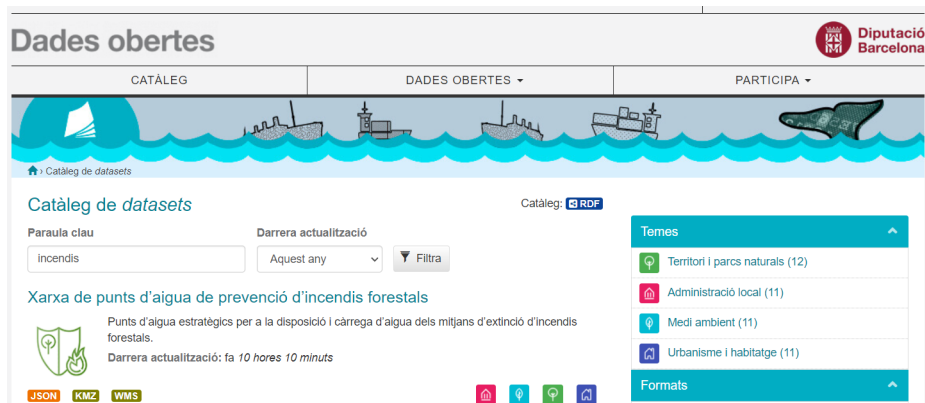 Dades obertes
Diputació
Barcelona
CATÀLEG
DADES OBERTES
PARTICIPA
› Catàleg de datasets
Catàleg de datasets
Catàleg: RDF
Paraula clau
Darrera actualització
incendis
Aquest any
Filtra
Xarxa de punts d’aigua de prevenció d’incendis forestals
Punts d’aigua estratègics per a la disposició i càrrega d’aigua dels mitjans d’extinció d’incendis
forestals.
Darrera actualització: fa 10 hores 10 minuts
JSON KMZ WMS
Temes
Territori i parcs naturals (12)
Administració local (11)
Medi ambient (11)
Urbanisme i habitatge (11)
Formats